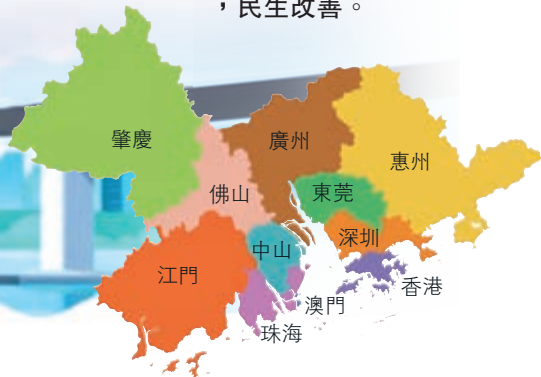 ，民生改善。
肇慶
廣州
惠州
佛山
東莞
深圳
中山
江門
香港
澳門
珠海